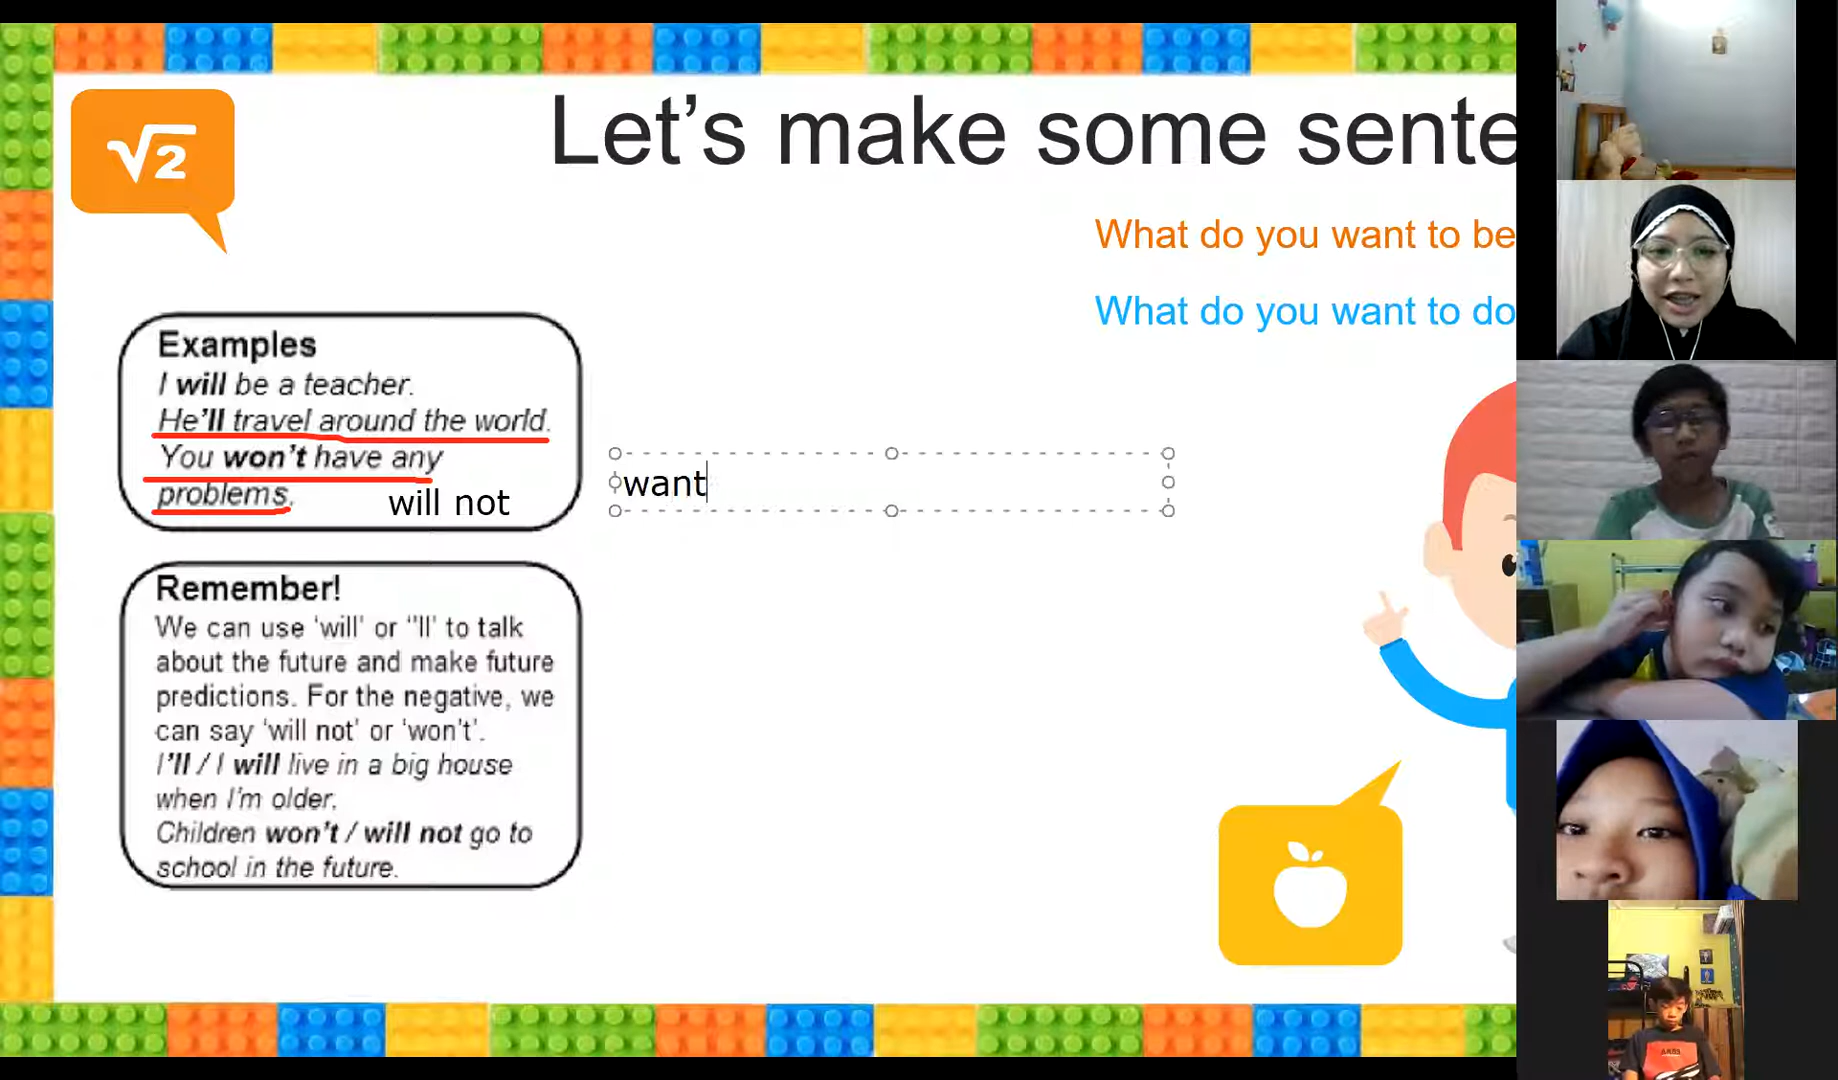 √2
Let’s make some sente
What do you want to be
What do you want to do
Examples
I will be a teacher.
He’ll travel around the world.
You won’t have any
problems.
will not
want
Remember!
We can use ‘will’ or ‘’ll’ to talk
about the future and make future
predictions. For the negative, we
can say ‘will not’ or ‘won’t’.
I’ll / I will live in a big house
when I’m older.
Children won’t / will not go to
school in the future.